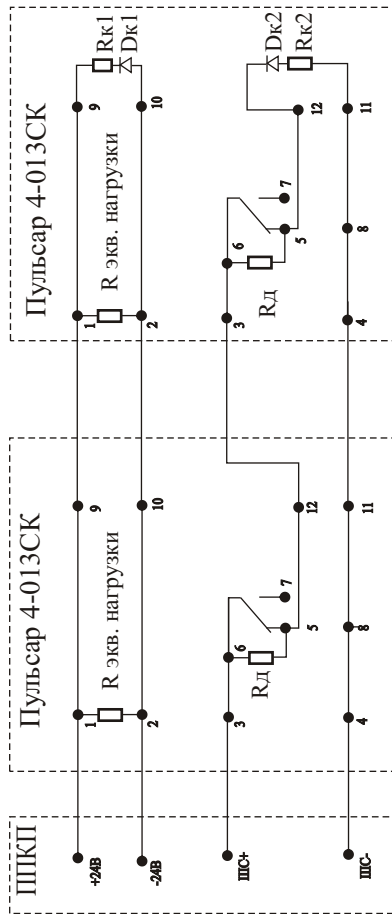 ППКП
+24В
-24В
ШС+
ШС-
Пульсар 4-013СК
1
R экв. нагрузки
2
9
10
3
6
Rд
7
5
12
4
8
11
Пульсар 4-013СК
1
R экв. нагрузки
2
9
10
Rк1
Dк1
3
6
Rд
7
5
12
Dк2
Rк2
4
8
11